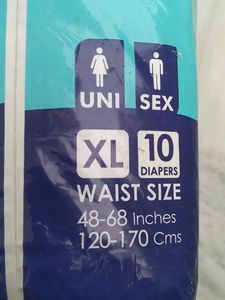 UNI SEX
XL 10
DIAPERS
WAIST SIZE
48-68 Inches
120-170 Cms